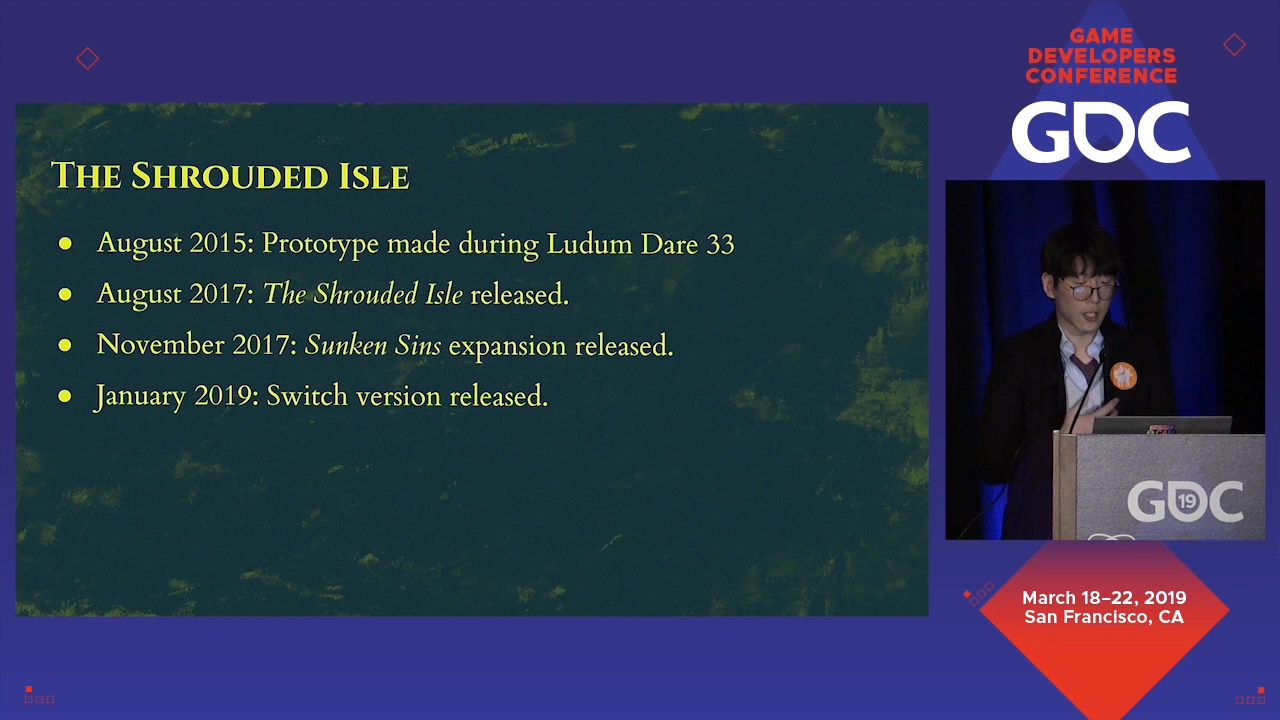 THE SHROUDED ISLE
● August 2015: Prototype made during Ludum Dare 33
● August 2017: The Shrouded Isle released.
● November 2017: Sunken Sins expansion released.
● January 2019: Switch version released.
GAME
DEVELOPERS
CONFERENCE
GDC
GDC 19
March 18–22, 2019
San Francisco, CA